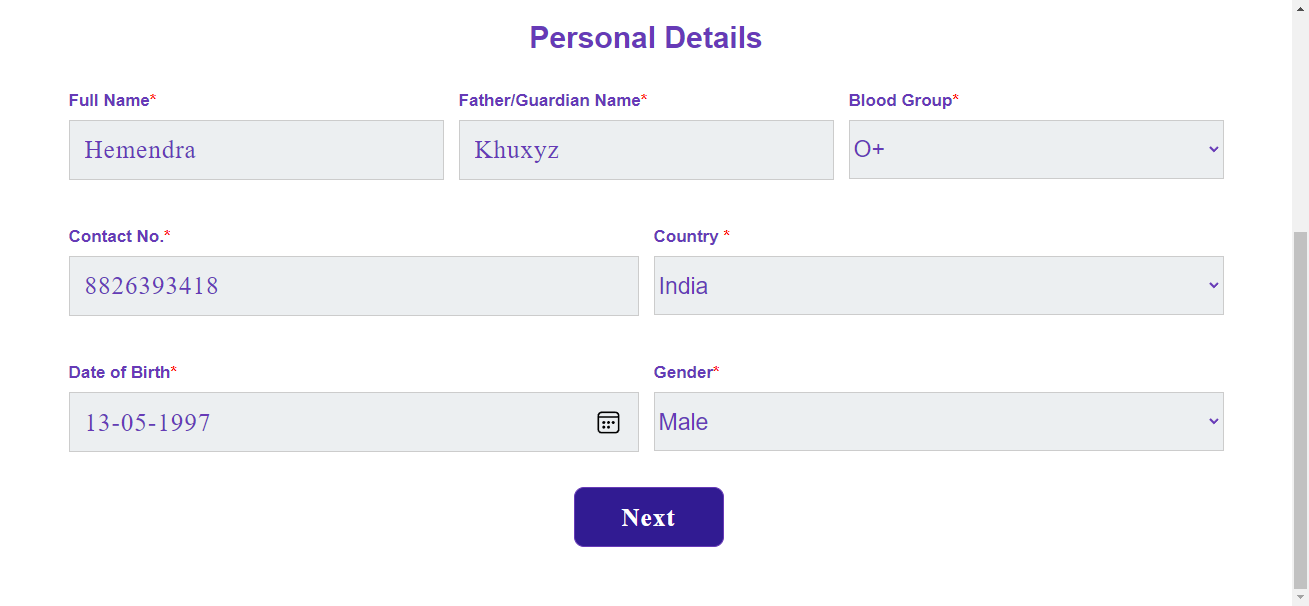 Personal Details
Full Name* Father/Guardian Name* Blood Group*
Hemendra Khuxyz O+
Contact No.* Country *
8826393418 India
Date of Birth* Gender*
13-05-1997 Male
Next